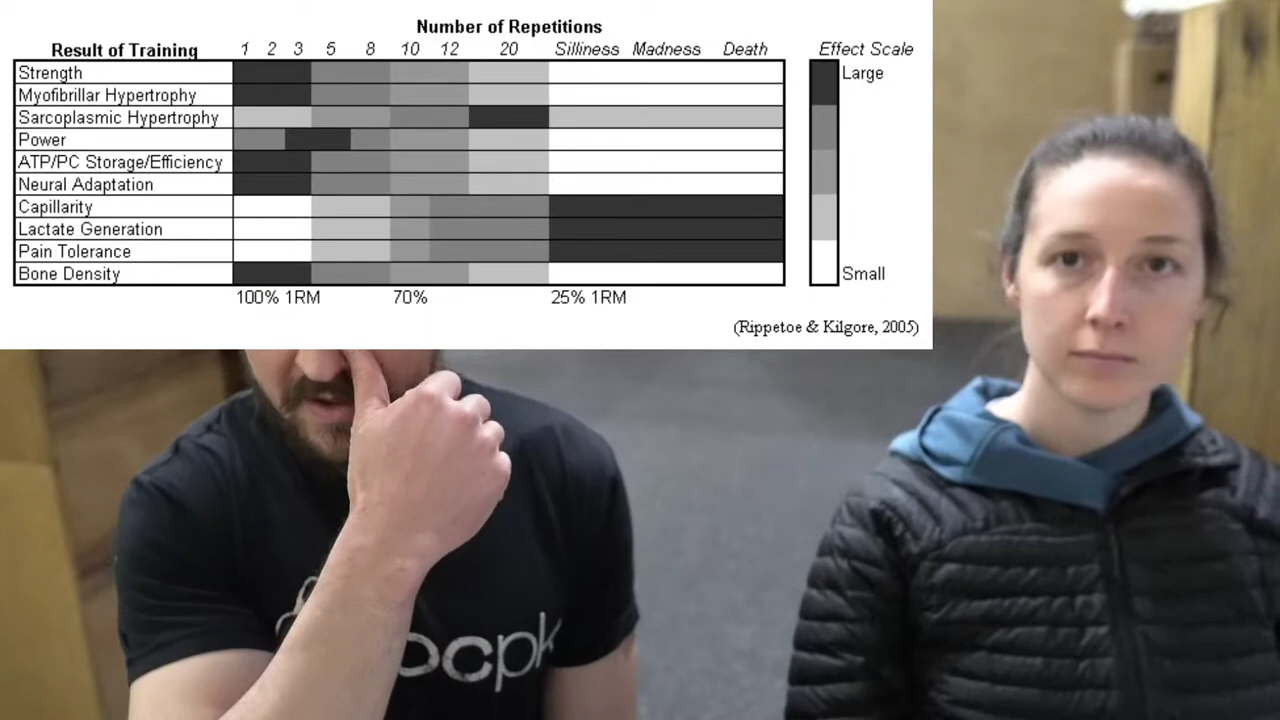 Number of Repetitions
Result of Training 1 2 3 5 8 10 12 20 Silliness Madness Death Effect Scale
Strength Large
Myofibrillar Hypertrophy
Sarcoplasmic Hypertrophy
Power
ATP/PC Storage/Efficiency
Neural Adaptation
Capillarity
Lactate Generation
Pain Tolerance
Bone Density Small
100% 1RM 70% 25% 1RM
(Rippetoe & Kilgore, 2005)
ocpk